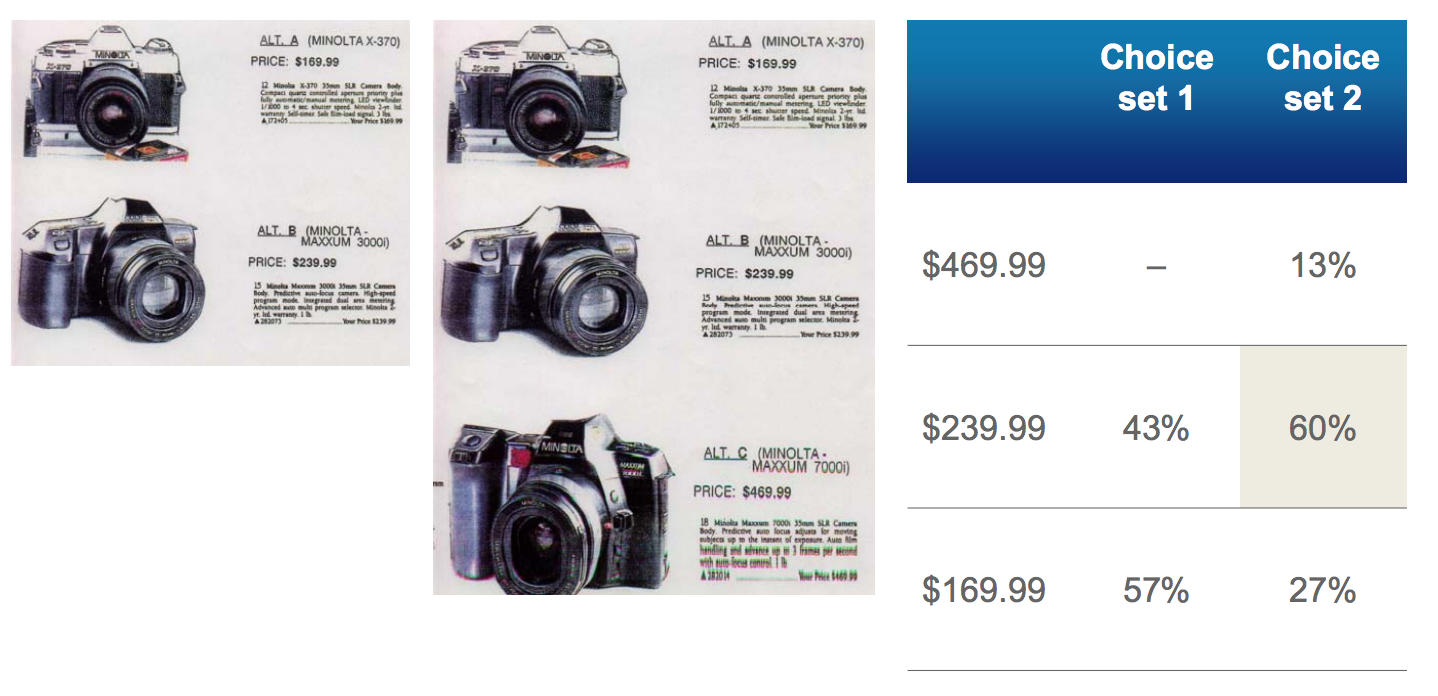 MINOLTA
X-370
ALT. A (MINOLTA X-370)
PRICE: $169.99
12 Minolta X-370 35mm SLR Camera Body.
Compact quartz controlled aperture priority plus
fully automatic/manual metering. LED viewfinder.
1/1000 to 4 sec. shutter speed. Minolta 2-yr. ltd.
warranty. Self-timer. Safe film-load signal. 3 lbs.
▲172405 Your Price $169.99
ALT. B (MINOLTA -
MAXXUM 3000i)
PRICE: $239.99
15 Minolta Maxxum 3000i 35mm SLR Camera
Body. Predictive auto-focus camera. High-speed
program mode. Integrated dual area metering.
Advanced auto multi program selector. Minolta 2-
yr. ltd. warranty. 1 lb.
▲282073 Your Price $239.99
MINOLTA
X-370
ALT. A (MINOLTA X-370)
PRICE: $169.99
12 Minolta X-370 35mm SLR Camera Body.
Compact quartz controlled aperture priority plus
fully automatic/manual metering. LED viewfinder.
1/1000 to 4 sec. shutter speed. Minolta 2-yr. ltd.
warranty. Self-timer. Safe film-load signal. 3 lbs.
▲172405 Your Price $169.99
ALT. B (MINOLTA -
MAXXUM 3000i)
PRICE: $239.99
15 Minolta Maxxum 3000i 35mm SLR Camera
Body. Predictive auto-focus camera. High-speed
program mode. Integrated dual area metering.
Advanced auto multi program selector. Minolta 2-
yr. ltd. warranty. 1 lb.
▲282073 Your Price $239.99
MINOLTA
MAXXUM
7000i
ALT. C (MINOLTA -
MAXXUM 7000i)
PRICE: $469.99
18 Minolta Maxxum 7000i 35mm SLR Camera
Body. Predictive auto focus adjusts for moving
subjects up to the instant of exposure. Auto film
handling and advance up to 3 frames per second
with auto-focus control. 1 lb
▲282014 Your Price $469.99
Choice set 1 Choice set 2
$469.99 – 13%
$239.99 43% 60%
$169.99 57% 27%